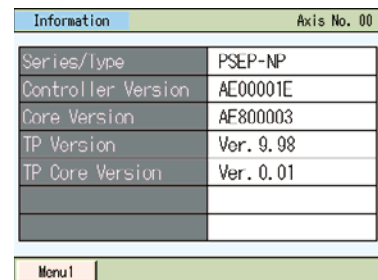 Information Axis No. 00
Series/Type PSEP-NP
Controller Version AE00001E
Core Version AE800003
TP Version Ver. 9.98
TP Core Version Ver. 0.01
Menu1